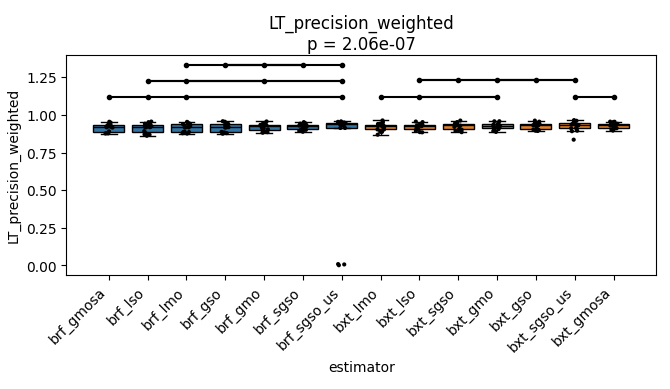 LT_precision_weighted
p = 2.06e-07
LT_precision_weighted
1.25
1.00
0.75
0.50
0.25
0.00
brf_gmosa
brf_lso
brf_lmo
brf_gso
brf_gmo
brf_sgso
brf_sgso_us
bxt_lmo
bxt_lso
bxt_sgso
bxt_gmo
bxt_gso
bxt_sgso_us
bxt_gmosa
estimator